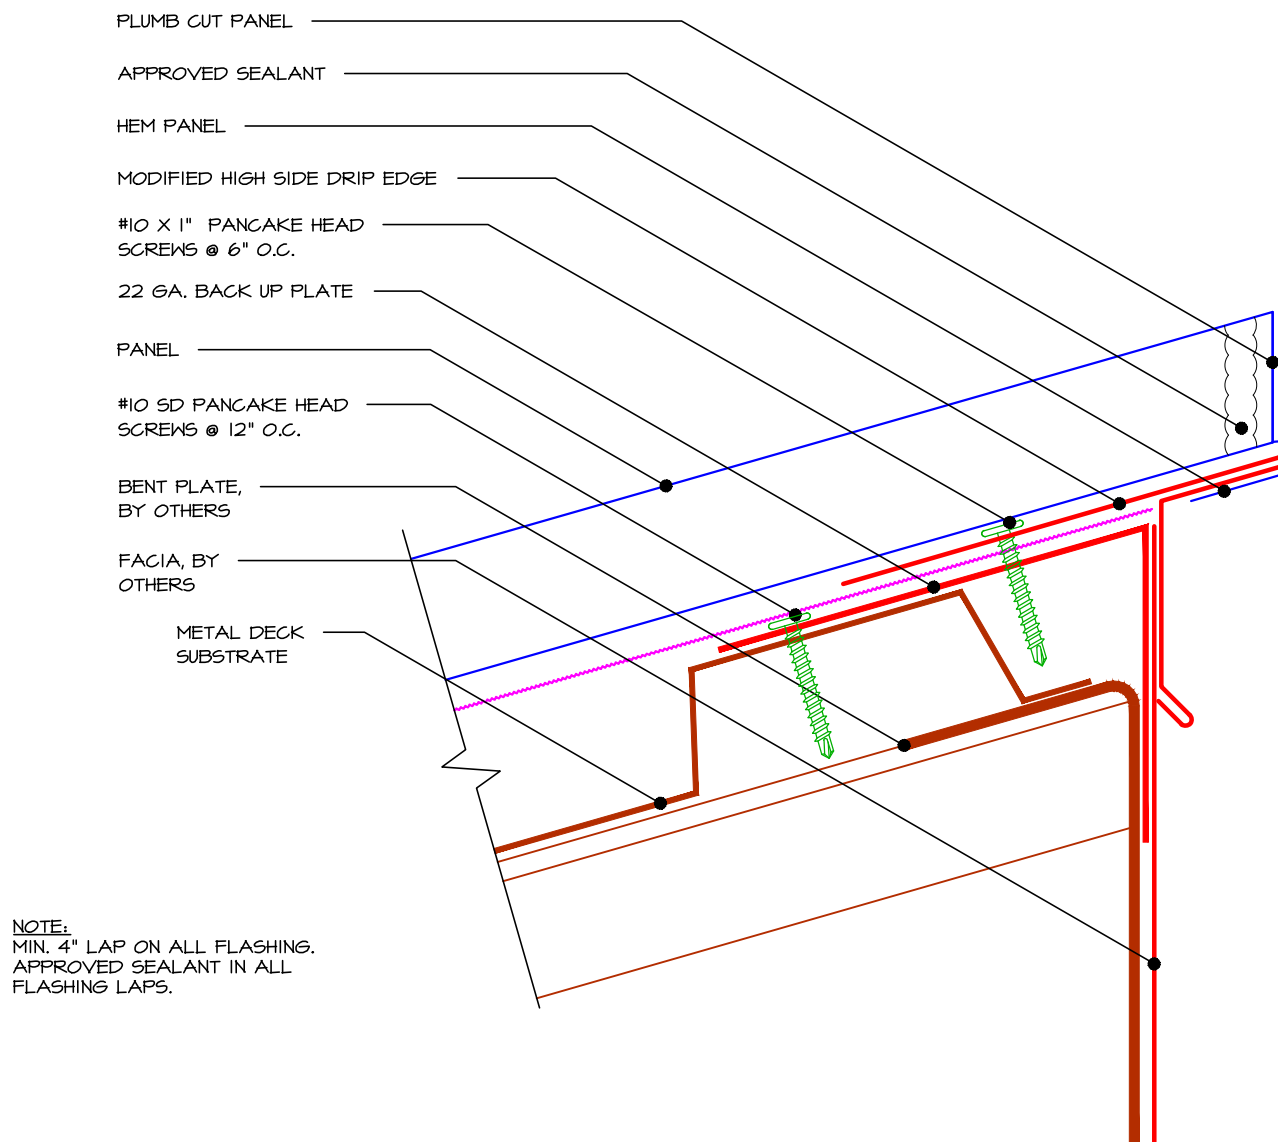 PLUMB CUT PANEL
APPROVED SEALANT
HEM PANEL
MODIFIED HIGH SIDE DRIP EDGE
#10 X 1" PANCAKE HEAD
SCREWS @ 6" O.C.
22 GA. BACK UP PLATE
PANEL
#10 SD PANCAKE HEAD
SCREWS @ 12" O.C.
BENT PLATE,
BY OTHERS
FACIA, BY
OTHERS
METAL DECK
SUBSTRATE
NOTE:
MIN. 4" LAP ON ALL FLASHING.
APPROVED SEALANT IN ALL
FLASHING LAPS.